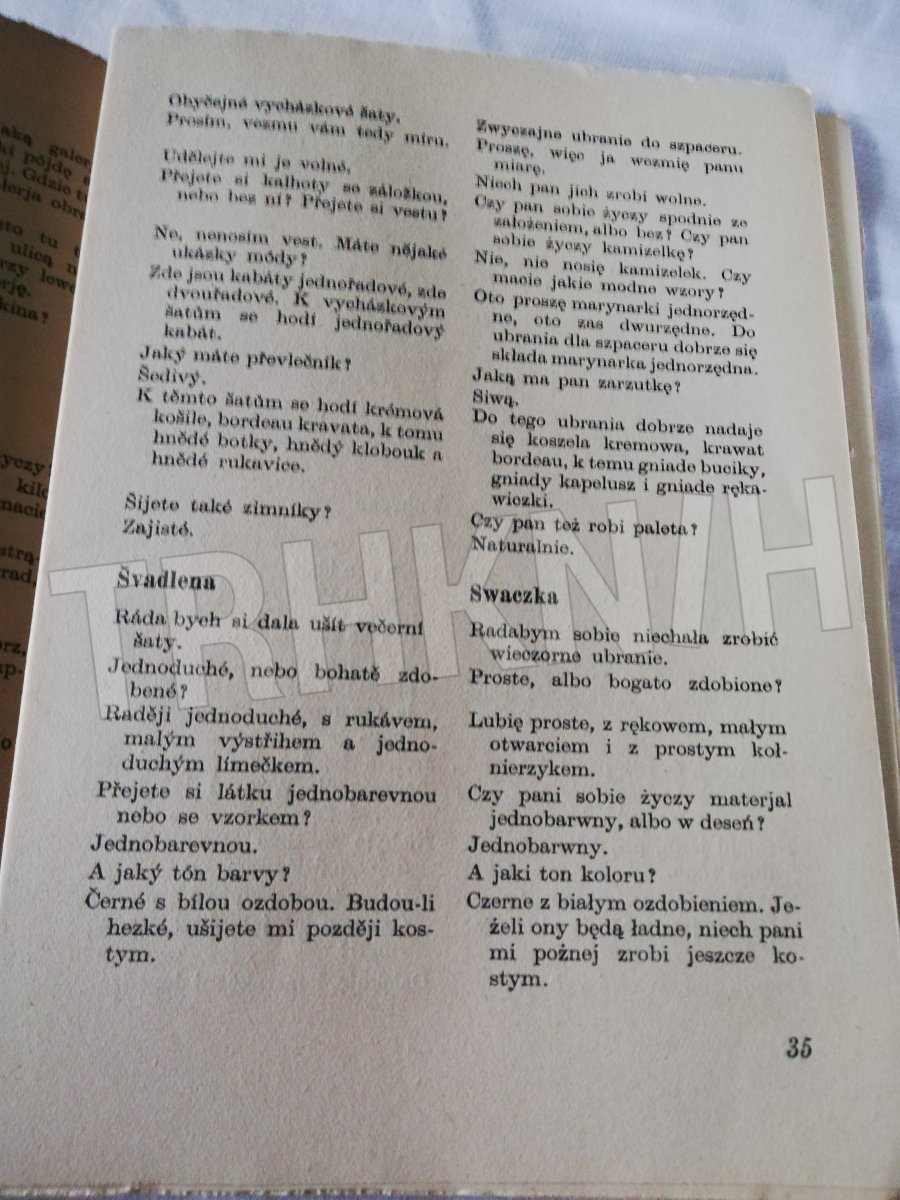 Obyčejné vycházkové šaty.
Prosím, vezmu vám tedy míru.
Udělejte mi je volné.
Přejete si kalhoty se záložkou,
nebo bez ní? Přejete si vestu?
Ne, nenosím vest. Máte nějaké
ukázky módy?
Zde jsou kabáty jednořadové, zde
dvouřadové. K vycházkovým
šatům se hodí jednořadový
kabát.
Jaký máte převlečník?
Šedivý.
K těmto šatům se hodí krémová
košile, bordeau kravata, k tomu
hnědé botky, hnědý klobouk a
hnědé rukavice.
Šijete také zimníky?
Zajisté.
Švadlena
Ráda bych si dala ušít večerní
šaty.
Jednoduché, nebo bohatě zdo-
bené?
Raději jednoduché, s rukávem,
malým výstřihem a jedno-
duchým límečkem.
Přejete si látku jednobarevnou
nebo se vzorkem?
Jednobarevnou.
A jaký tón barvy?
Černé s bílou ozdobou. Budou-li
hezké, ušijete mi později kos-
tym.
Zwyczajne ubranie do szpaceru.
Proszę, więc ja wezmię panu
miarę.
Niech pan jich zrobi wolne.
Czy pan sobie życzy spodnie ze
założeniem, albo bez? Czy pan
sobie życzy kamizelkę?
Nie, nie nosię kamizelek. Czy
macie jakie modne wzory?
Oto proszę marynarki jednorzęd-
ne, oto zas dwurzędne. Do
ubrania dla szpaceru dobrze się
składa marynarka jednorzędna.
Jaką ma pan zarzutkę?
Siwą.
Do tego ubrania dobrze nadaje
się koszela kremowa, krawat
bordeau, k temu gniade buciky,
gniady kapelusz i gniade ręka-
wiczki.
Czy pan też robi paleta?
Naturalnie.
Swaczka
Radabym sobie niechala zrobić
wieczorne ubranie.
Proste, albo bogato zdobione?
Lubię proste, z rękowem, małym
otwarciem i z prostym koł-
nierzykem.
Czy pani sobie życzy materjal
jednobarwny, albo w deseń?
Jednobarwny.
A jaki ton koloru?
Czerne z białym ozdobieniem. Je-
żeli ony będą ładne, niech pani
mi pożnej zrobi jeszcze ko-
stym.
35
TRHKNIH